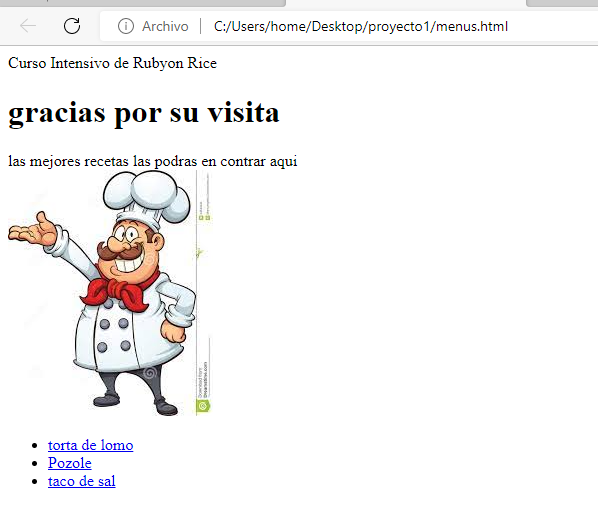 Archivo | C:/Users/home/Desktop/proyecto1/menus.html
Curso Intensivo de Rubyon Rice
gracias por su visita
las mejores recetas las podras en contrar aqui
torta de lomo
Pozole
taco de sal